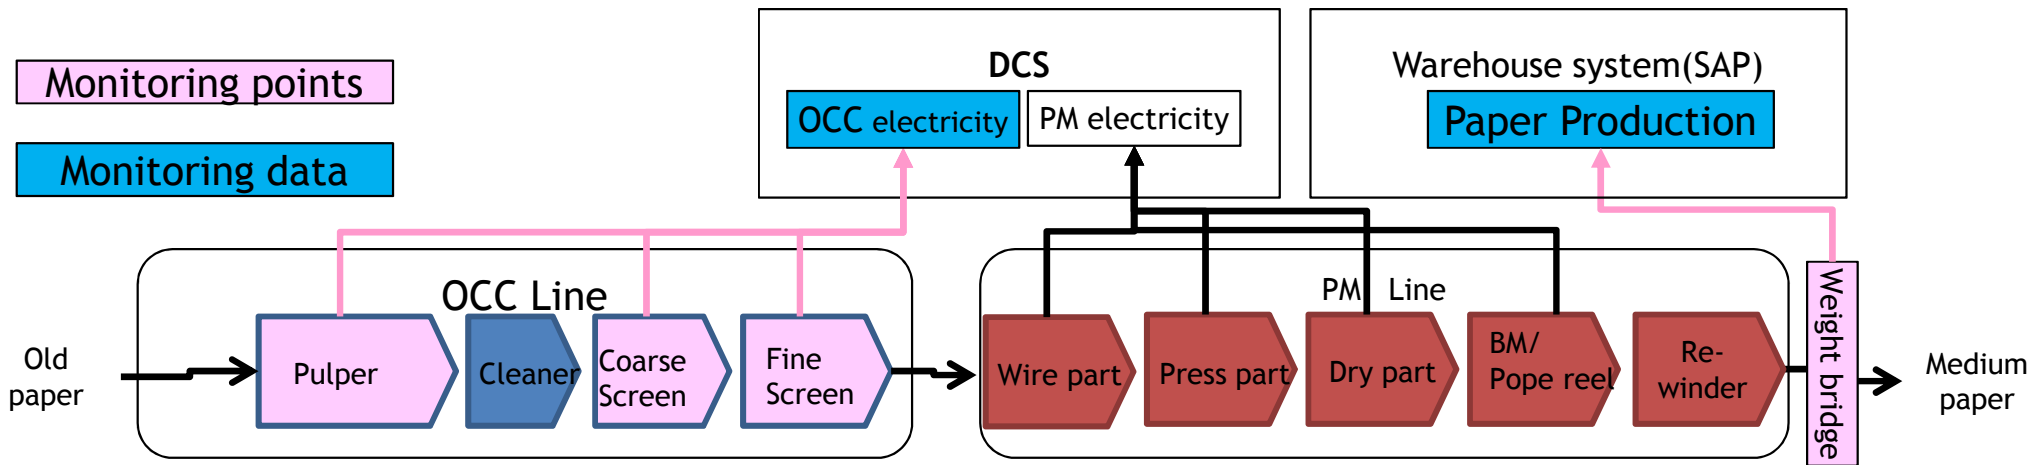 Monitoring points
Monitoring data
DCS
OCC electricity
PM electricity
Warehouse system(SAP)
Paper Production
OCC Line
PM Line
Old
paper
Pulper
Cleaner
Coarse
Screen
Fine
Screen
Wire part
Press part
Dry part
BM/
Pope reel
Re-
winder
Weight bridge
Medium
paper